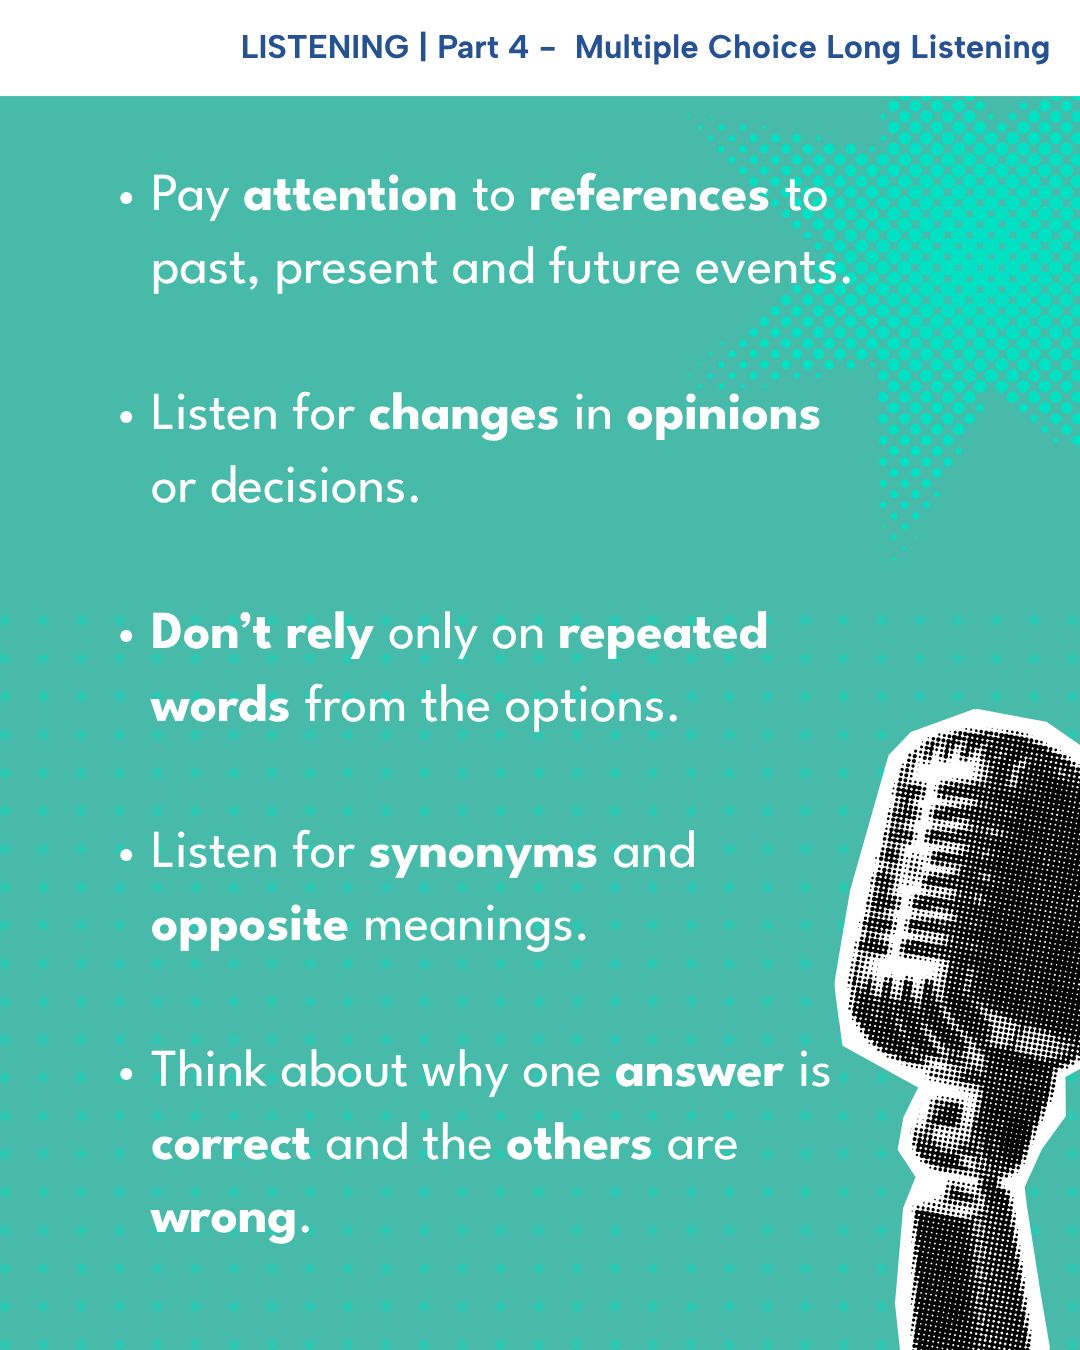 LISTENING | Part 4 – Multiple Choice Long Listening
• Pay attention to references to
past, present and future events.
• Listen for changes in opinions
or decisions.
• Don’t rely only on repeated
words from the options.
• Listen for synonyms and
opposite meanings.
• Think about why one answer is
correct and the others are
wrong.